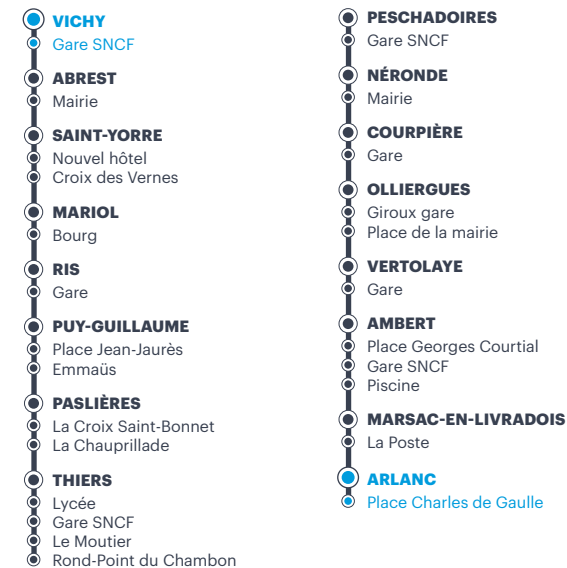 VICHY
Gare SNCF
ABREST
Mairie
SAINT-YORRE
Nouvel hôtel
Croix des Vernes
MARIOL
Bourg
RIS
Gare
PUY-GUILLAUME
Place Jean-Jaurès
Emmaüs
PASLIÈRES
La Croix Saint-Bonnet
La Chauprillade
THIERS
Lycée
Gare SNCF
Le Moutier
Rond-Point du Chambon
PESCHADOIRES
Gare SNCF
NÉRONDE
Mairie
COURPIÈRE
Gare
OLLIERGUES
Giroux gare
Place de la mairie
VERTOLAYE
Gare
AMBERT
Place Georges Courtial
Gare SNCF
Piscine
MARSAC-EN-LIVRADOIS
La Poste
ARLANC
Place Charles de Gaulle